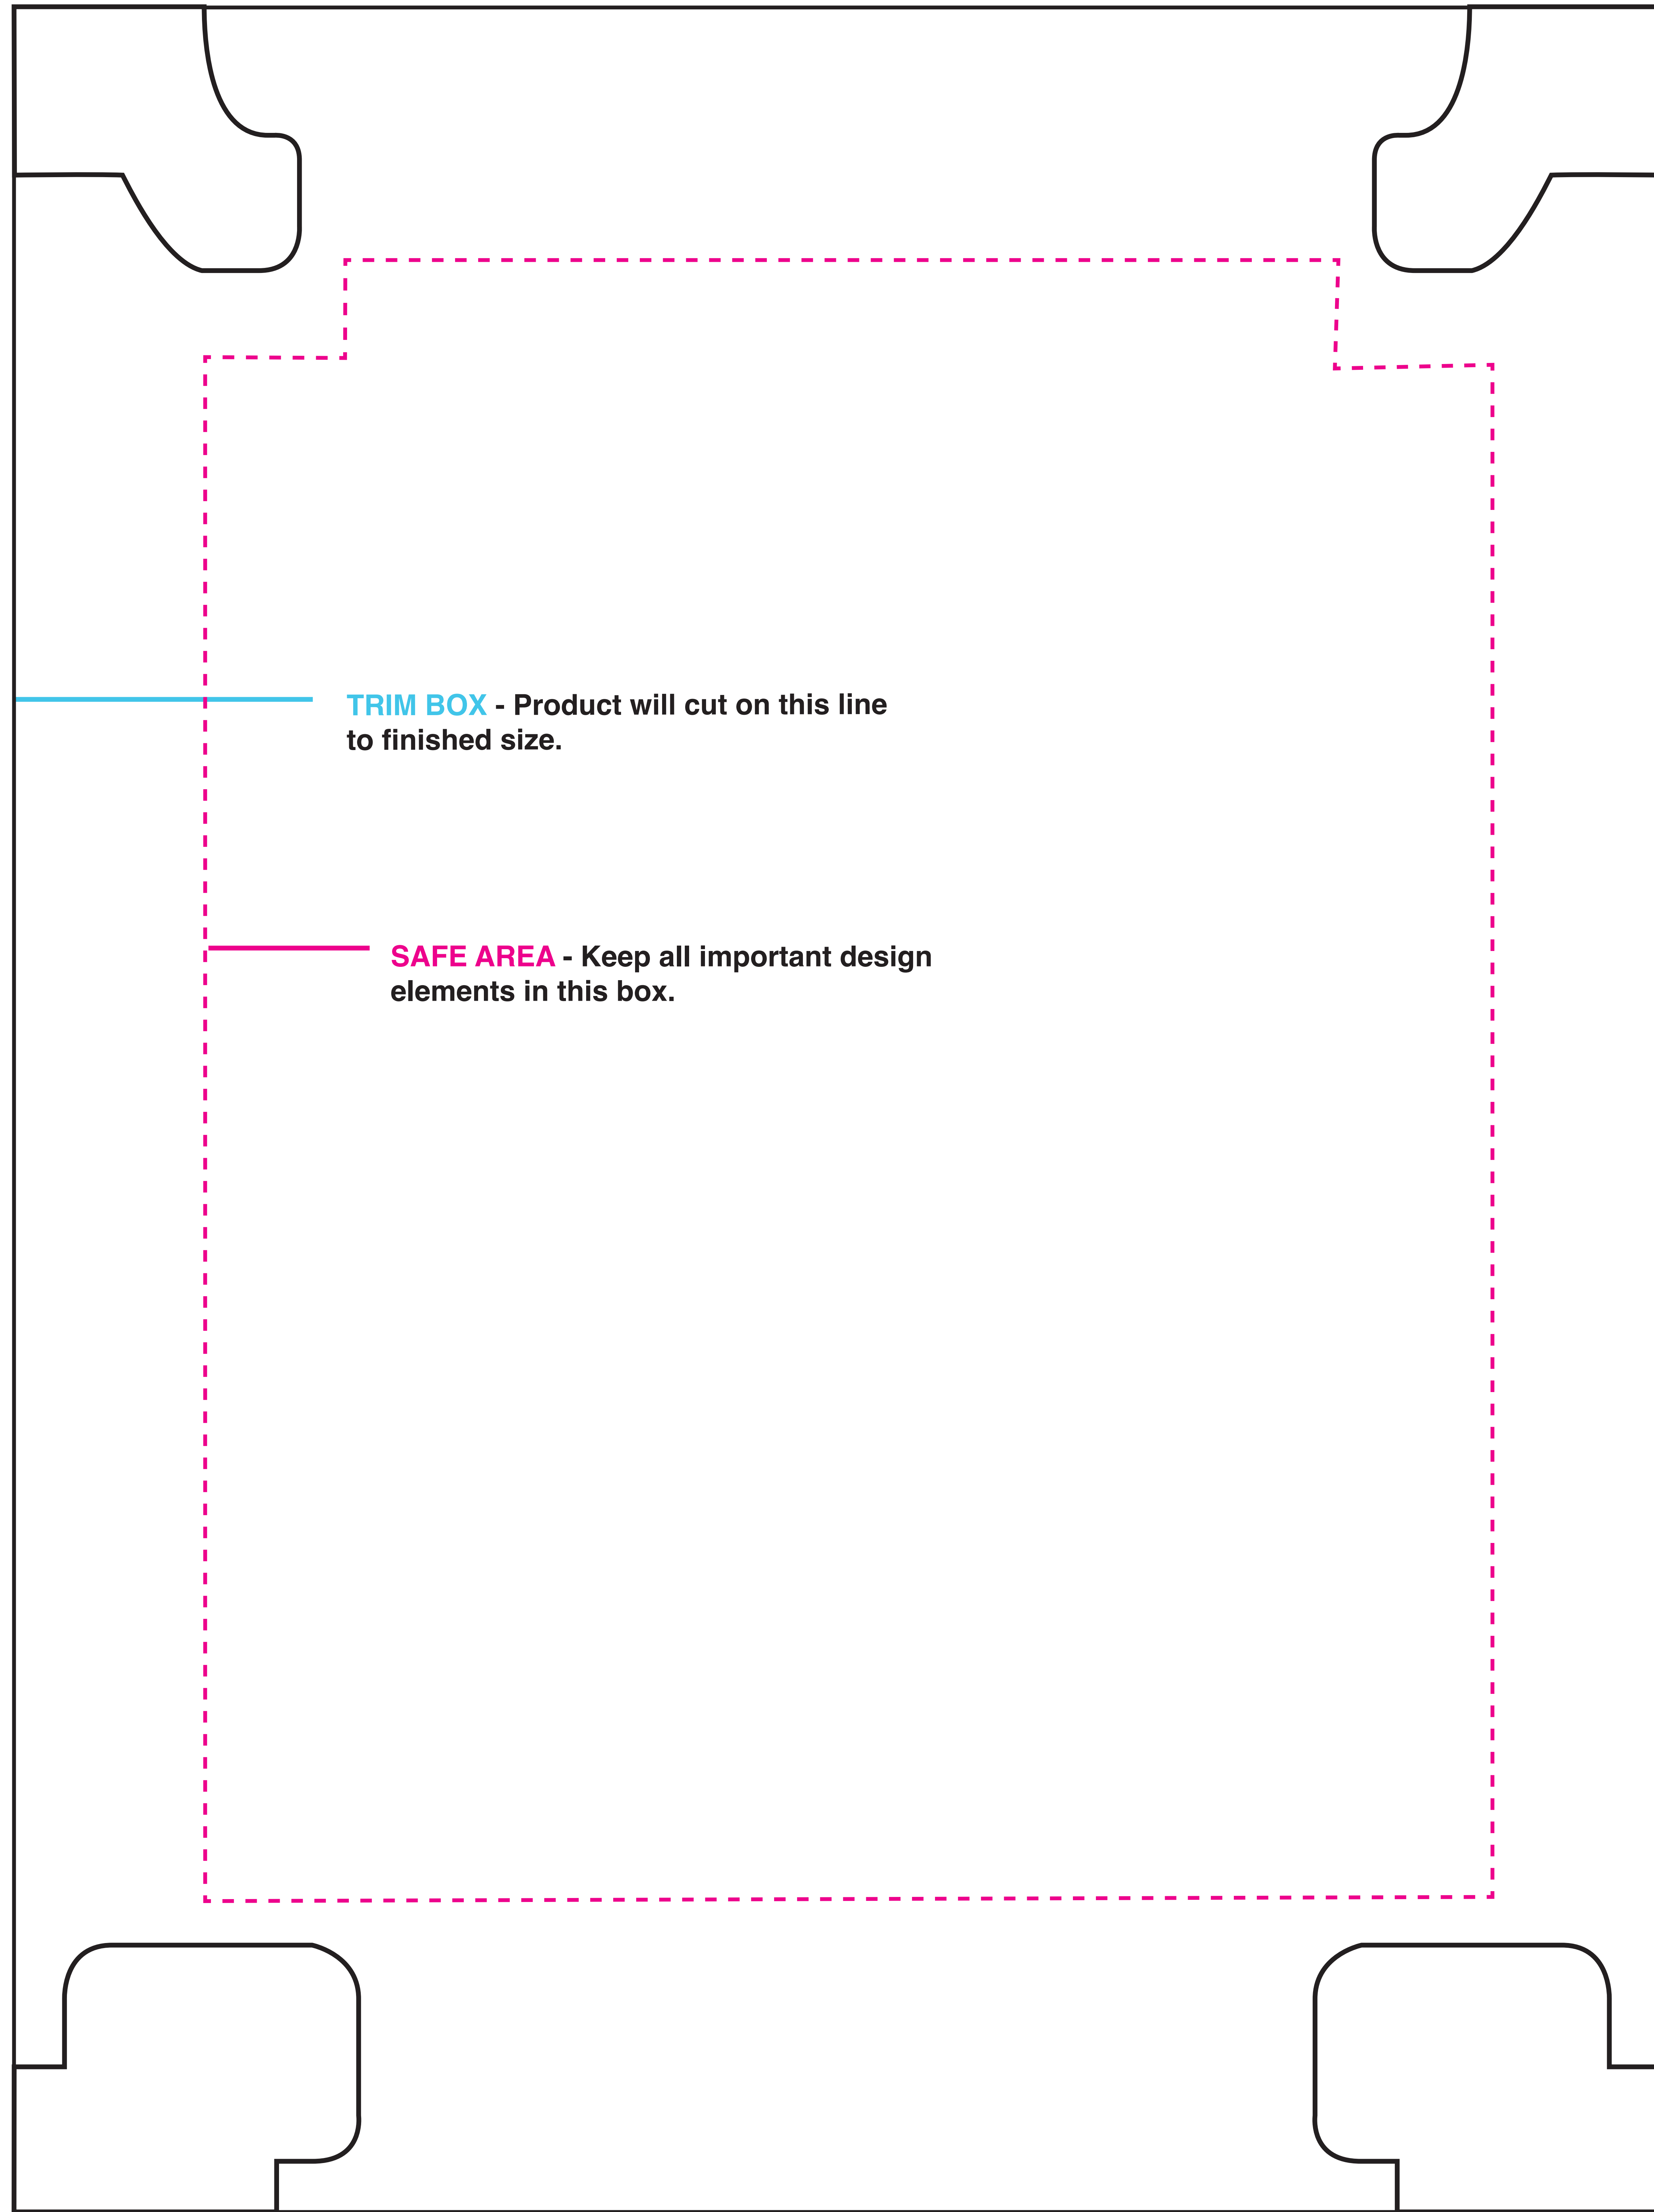 TRIM BOX - Product will cut on this line
to finished size.
SAFE AREA - Keep all important design
elements in this box.